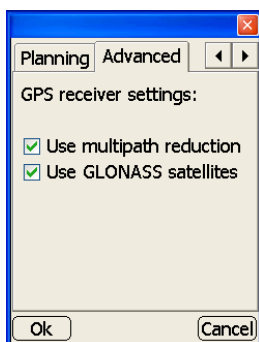 Planning Advanced
GPS receiver settings:
Use multipath reduction
Use GLONASS satellites
Ok Cancel